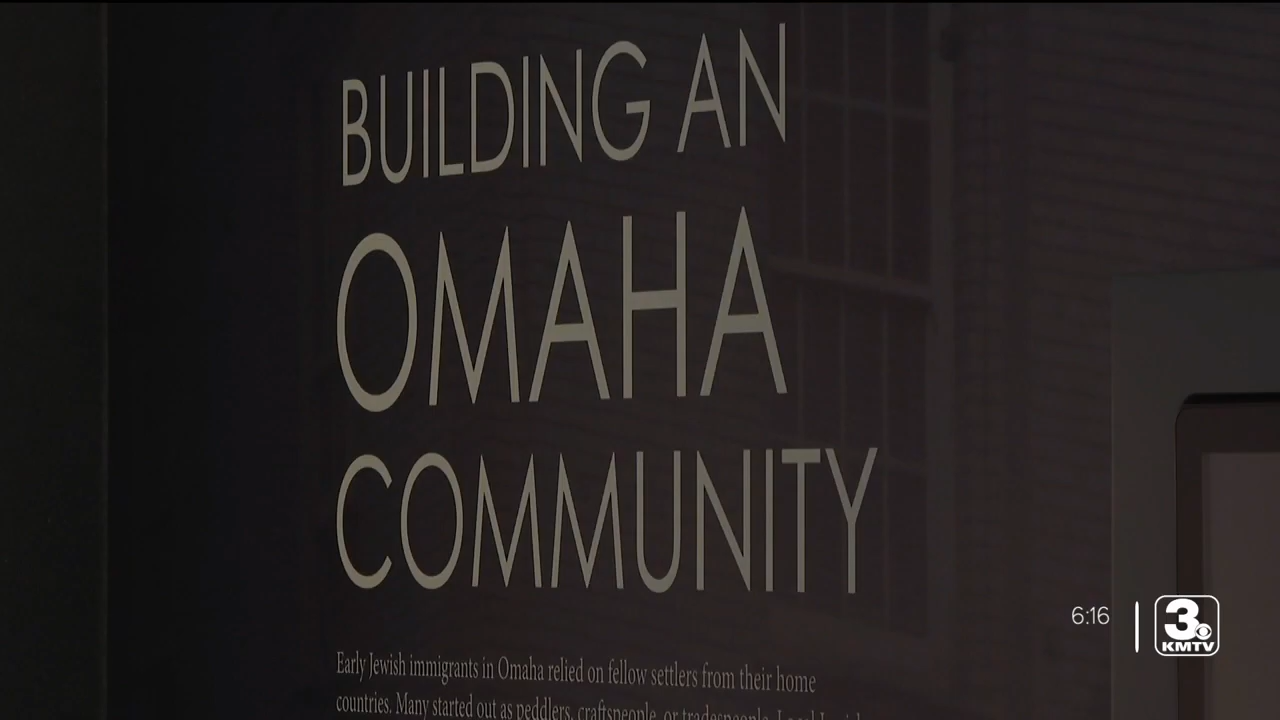 BUILDING AN
OMAHA
COMMUNITY
Early Jewish immigrants in Omaha relied on fellow settlers from their home
countries. Many started out as peddlers, craftspeople, or tradespeople.
6:16
3
KMTV